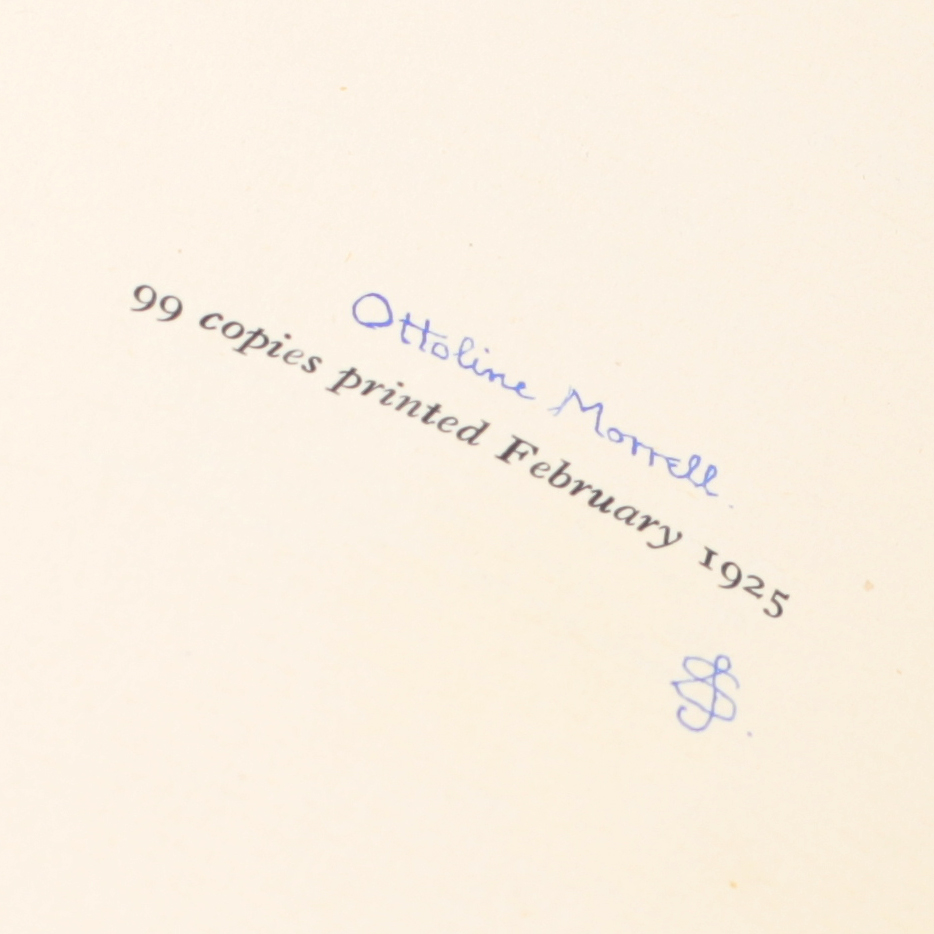 Ottoline Morrell.
99 copies printed February 1925